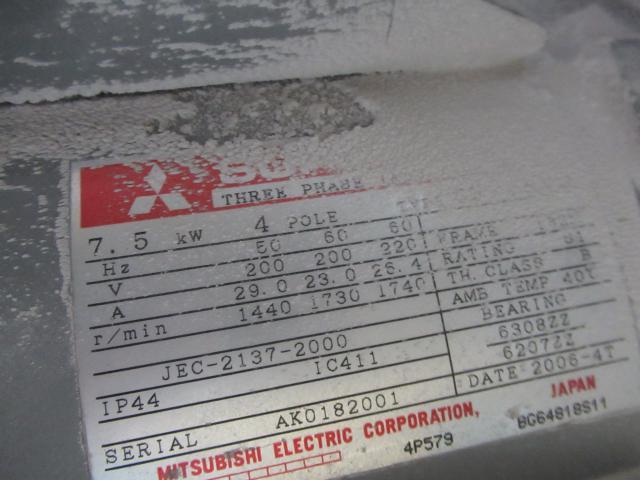 THREE PHASE
7.5 kW 4 POLE
Hz 50 60 60
V 200 200 220
A 29.0 23.0 26.4
r/min 1440 1730 1740
JEC-2137-2000
IP44 IC411
SERIAL AK0182001
FRAME
RATING S1
TH. CLASS B
AMB TEMP 40℃
BEARING
6308ZZ
6207ZZ
DATE 2006-4T
MITSUBISHI ELECTRIC CORPORATION, JAPAN
4P579 BG64818S11